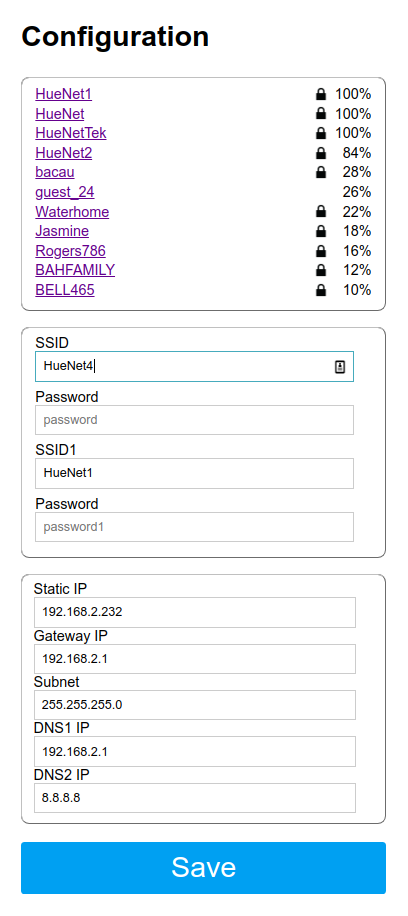 Configuration
HueNet1 100%
HueNet 100%
HueNetTek 100%
HueNet2 84%
bacau 28%
guest_24 26%
Waterhome 22%
Jasmine 18%
Rogers786 16%
BAHFAMILY 12%
BELL465 10%
SSID
HueNet4
Password
password
SSID1
HueNet1
Password
password1
Static IP
192.168.2.232
Gateway IP
192.168.2.1
Subnet
255.255.255.0
DNS1 IP
192.168.2.1
DNS2 IP
8.8.8.8
Save